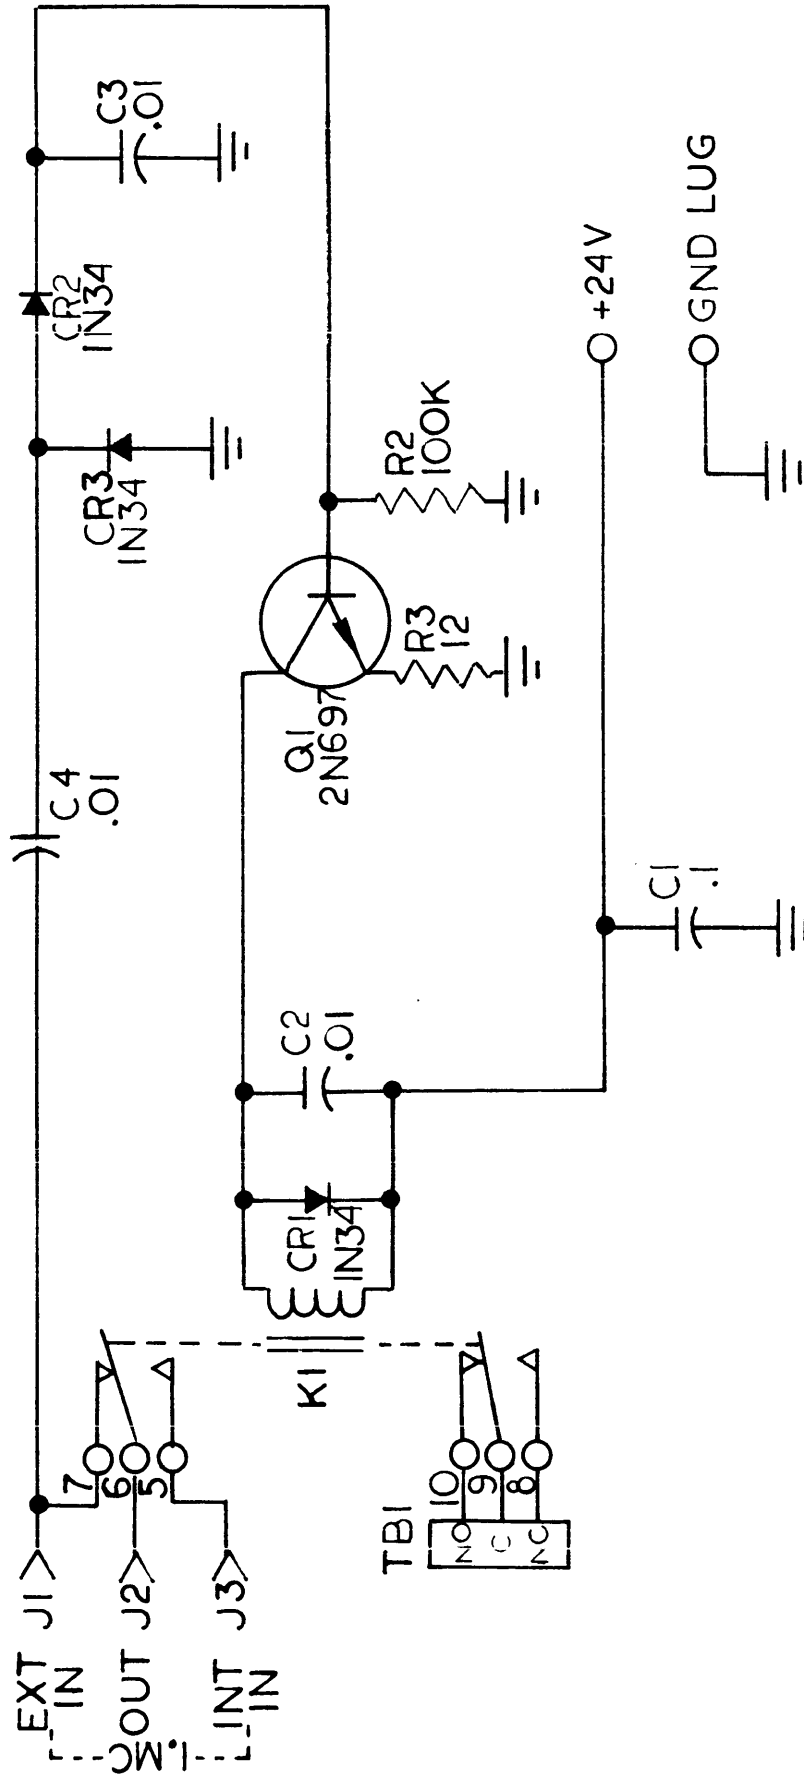 1.MC
EXT
IN
J1
OUT J2
INT
IN
J3
7
6
5
C4
.01
CR3
1N34
CR2
1N34
C3
.01
K1
CR1
1N34
C2
.01
Q1
2N697
R3
12
R2
100K
TB1
10
9
8
NO
C
NC
C1
.1
+24V
GND LUG